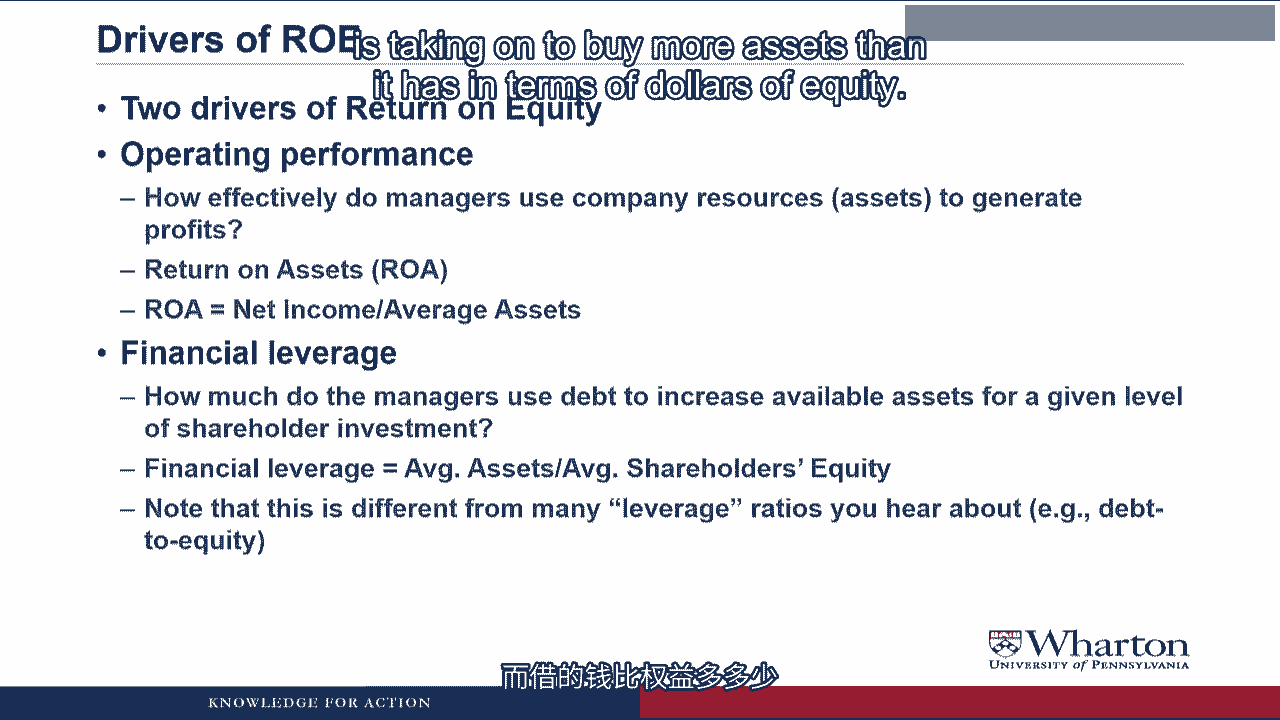 Drivers of ROE
is taking on to buy more assets than
it has in terms of dollars of equity.
• Two drivers of Return on Equity
• Operating performance
– How effectively do managers use company resources (assets) to generate
profits?
– Return on Assets (ROA)
– ROA = Net Income/Average Assets
• Financial leverage
– How much do the managers use debt to increase available assets for a given level
of shareholder investment?
– Financial leverage = Avg. Assets/Avg. Shareholders’ Equity
– Note that this is different from many “leverage” ratios you hear about (e.g., debt-
to-equity)
Wharton
UNIVERSITY of PENNSYLVANIA
而借的钱比权益多多少
KNOWLEDGE FOR ACTION